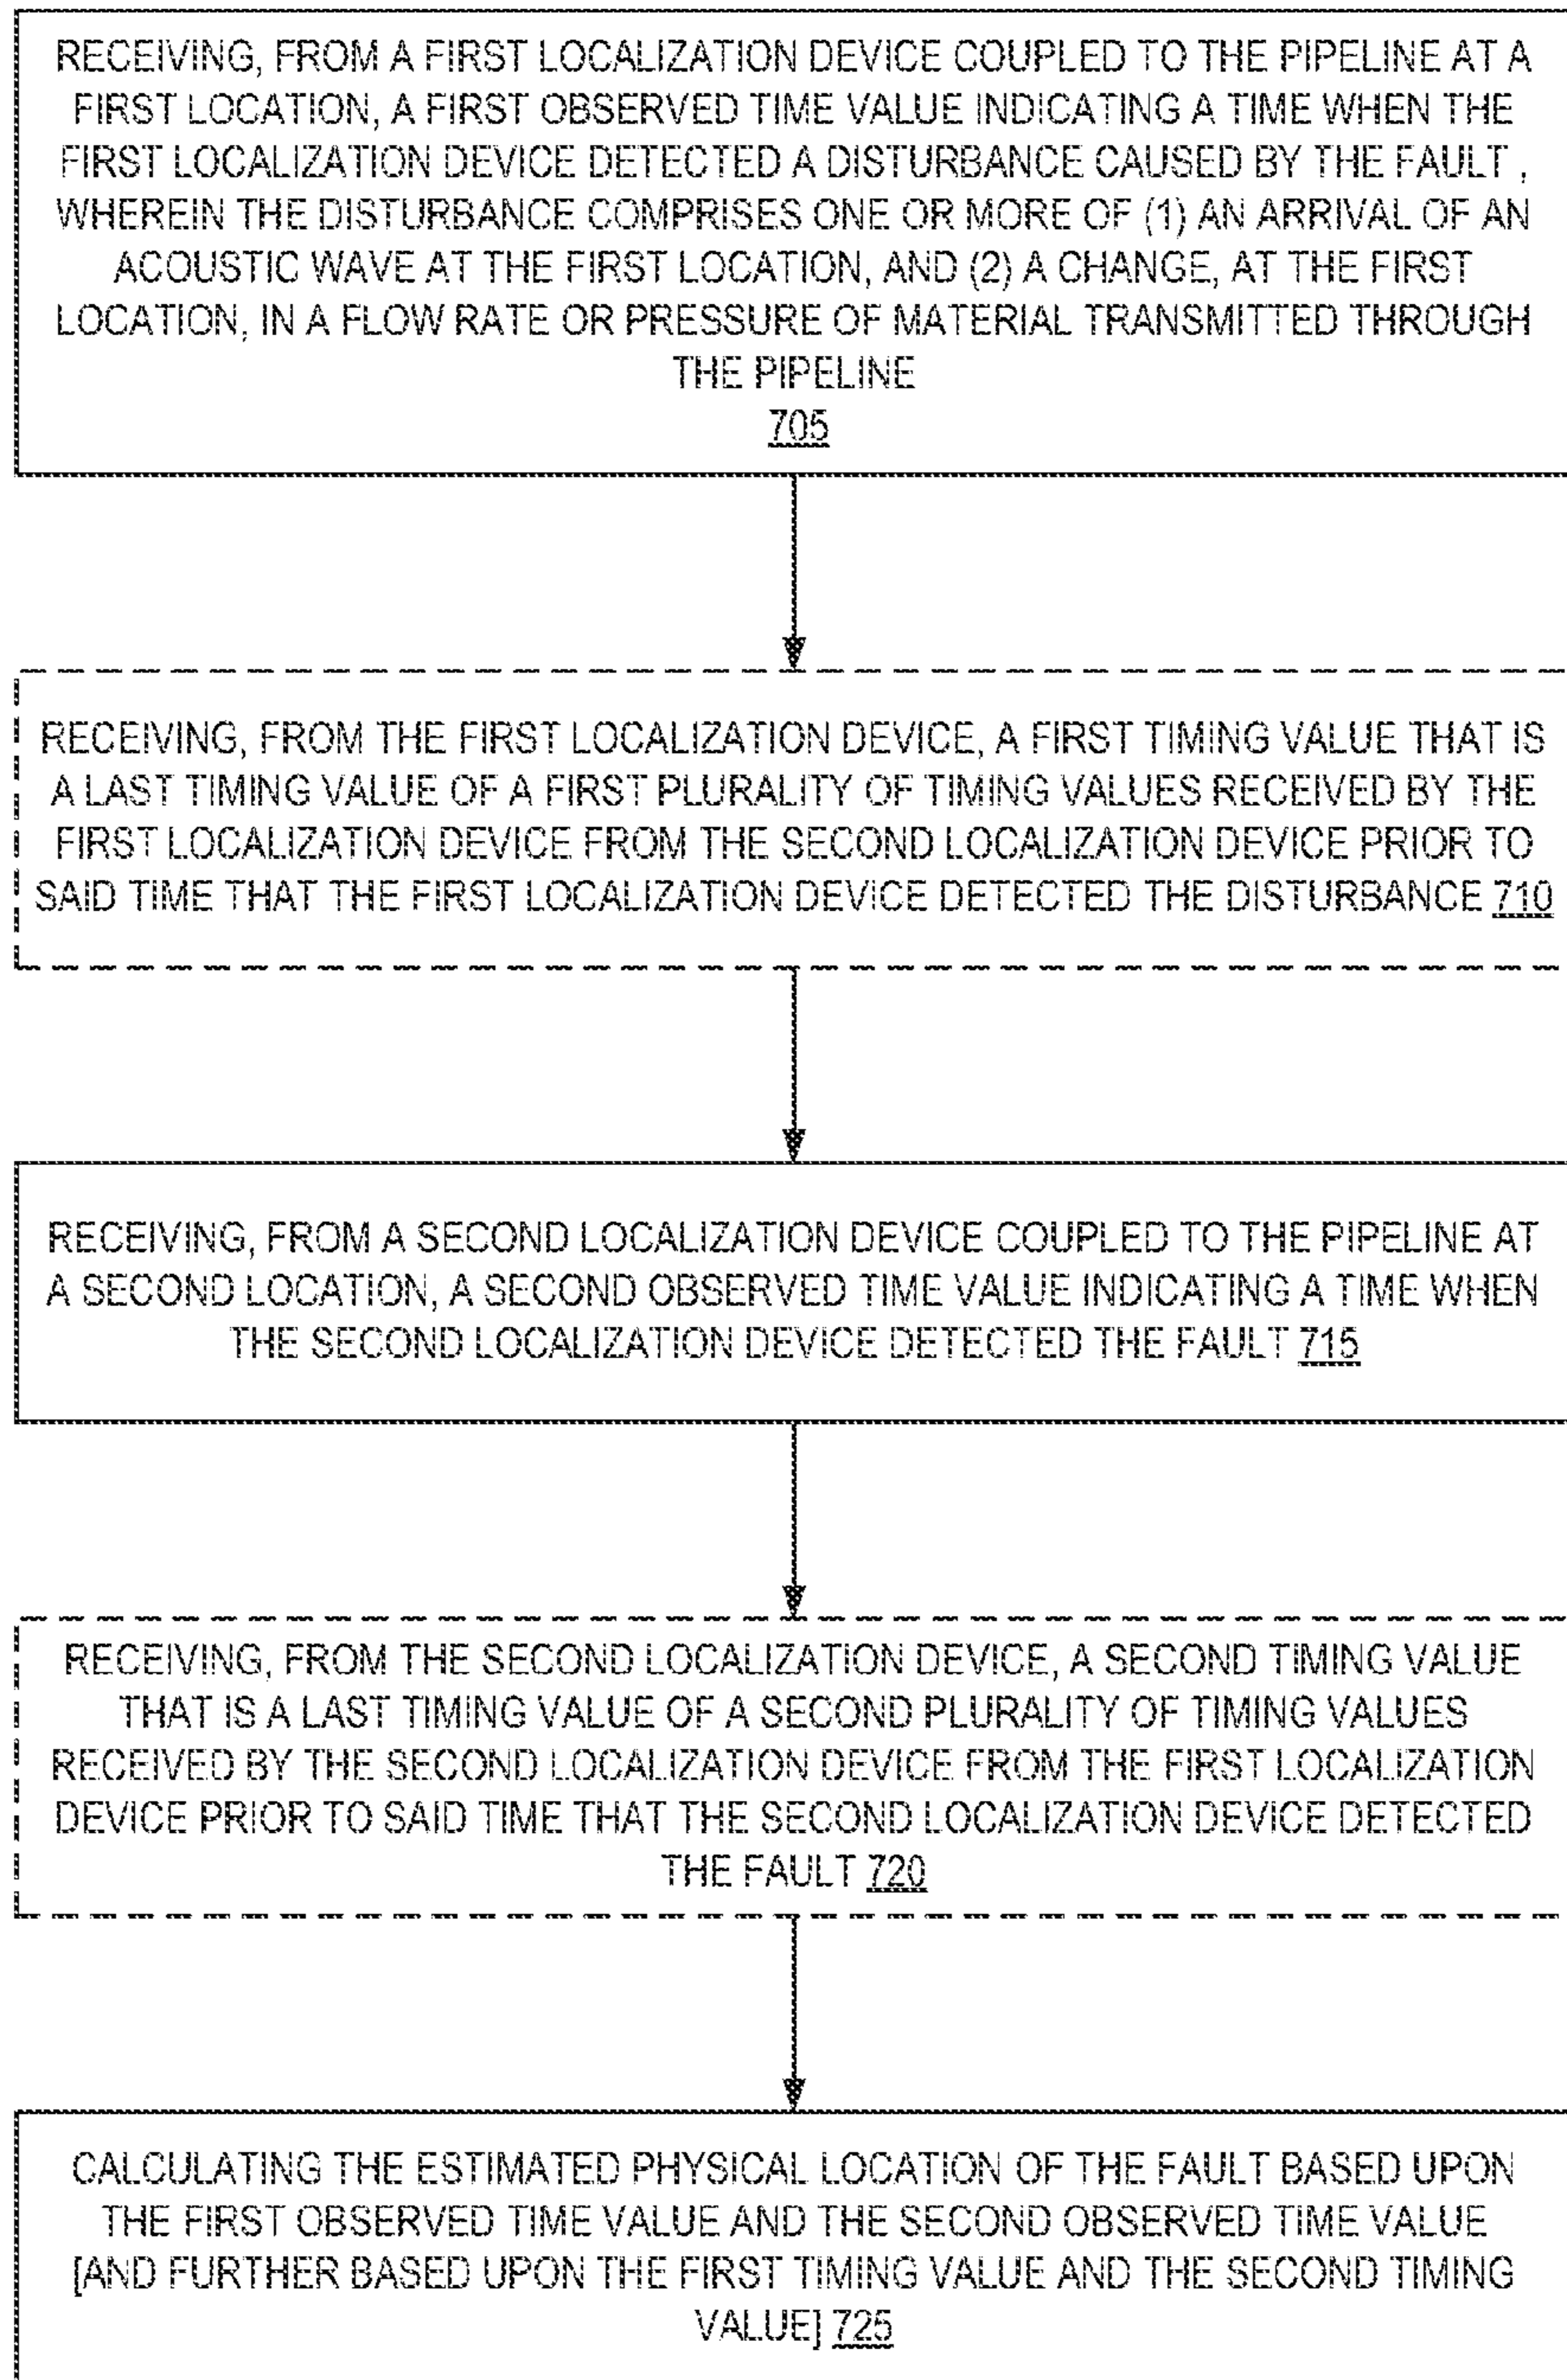 RECEIVING, FROM A FIRST LOCALIZATION DEVICE COUPLED TO THE PIPELINE AT A
FIRST LOCATION, A FIRST OBSERVED TIME VALUE INDICATING A TIME WHEN THE
FIRST LOCALIZATION DEVICE DETECTED A DISTURBANCE CAUSED BY THE FAULT ,
WHEREIN THE DISTURBANCE COMPRISES ONE OR MORE OF (1) AN ARRIVAL OF AN
ACOUSTIC WAVE AT THE FIRST LOCATION, AND (2) A CHANGE, AT THE FIRST
LOCATION, IN A FLOW RATE OR PRESSURE OF MATERIAL TRANSMITTED THROUGH
THE PIPELINE
705
RECEIVING, FROM THE FIRST LOCALIZATION DEVICE, A FIRST TIMING VALUE THAT IS
A LAST TIMING VALUE OF A FIRST PLURALITY OF TIMING VALUES RECEIVED BY THE
FIRST LOCALIZATION DEVICE FROM THE SECOND LOCALIZATION DEVICE PRIOR TO
SAID TIME THAT THE FIRST LOCALIZATION DEVICE DETECTED THE DISTURBANCE 710
RECEIVING, FROM A SECOND LOCALIZATION DEVICE COUPLED TO THE PIPELINE AT
A SECOND LOCATION, A SECOND OBSERVED TIME VALUE INDICATING A TIME WHEN
THE SECOND LOCALIZATION DEVICE DETECTED THE FAULT 715
RECEIVING, FROM THE SECOND LOCALIZATION DEVICE, A SECOND TIMING VALUE
THAT IS A LAST TIMING VALUE OF A SECOND PLURALITY OF TIMING VALUES
RECEIVED BY THE SECOND LOCALIZATION DEVICE FROM THE FIRST LOCALIZATION
DEVICE PRIOR TO SAID TIME THAT THE SECOND LOCALIZATION DEVICE DETECTED
THE FAULT 720
CALCULATING THE ESTIMATED PHYSICAL LOCATION OF THE FAULT BASED UPON
THE FIRST OBSERVED TIME VALUE AND THE SECOND OBSERVED TIME VALUE
[AND FURTHER BASED UPON THE FIRST TIMING VALUE AND THE SECOND TIMING
VALUE] 725